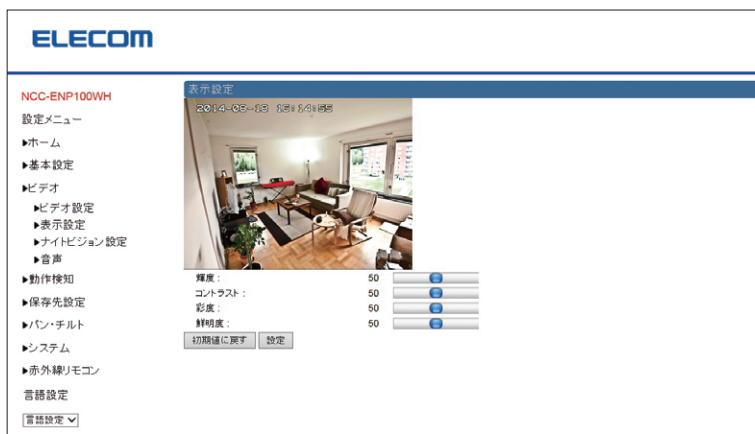 ELECOM
NCC-ENP100WH
設定メニュー
▶ホーム
▶基本設定
▶ビデオ
▶ビデオ設定
▶表示設定
▶ナイトビジョン設定
▶音声
▶動作検知
▶保存先設定
▶パン・チルト
▶システム
▶赤外線リモコン
言語設定
言語設定
表示設定
2014-08-18 15:14:55
輝度: 50
コントラスト: 50
彩度: 50
鮮明度: 50
初期値に戻す 設定